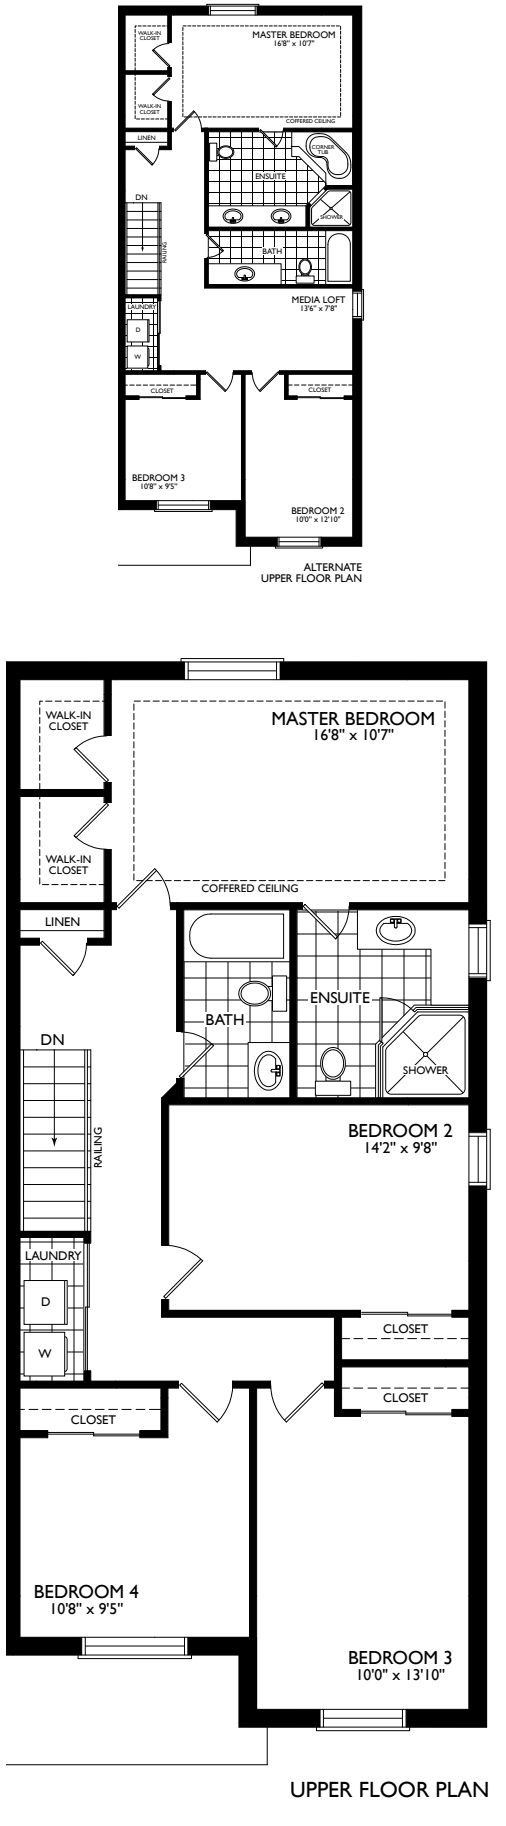 WALK-IN
CLOSET
MASTER BEDROOM
16'8" x 10'7"
WALK-IN
CLOSET
COFFERED CEILING
LINEN
CORNER
TUB
ENSUITE
DN
SHOWER
RAILING
BATH
MEDIA LOFT
13'6" x 7'8"
LAUNDRY
D
W
CLOSET
CLOSET
BEDROOM 3
10'8" x 9'5"
BEDROOM 2
10'0" x 12'10"
ALTERNATE
UPPER FLOOR PLAN
WALK-IN
CLOSET
MASTER BEDROOM
16'8" x 10'7"
WALK-IN
CLOSET
COFFERED CEILING
LINEN
ENSUITE
BATH
DN
SHOWER
RAILING
BEDROOM 2
14'2" x 9'8"
LAUNDRY
D
W
CLOSET
CLOSET
CLOSET
BEDROOM 4
10'8" x 9'5"
BEDROOM 3
10'0" x 13'10"
UPPER FLOOR PLAN